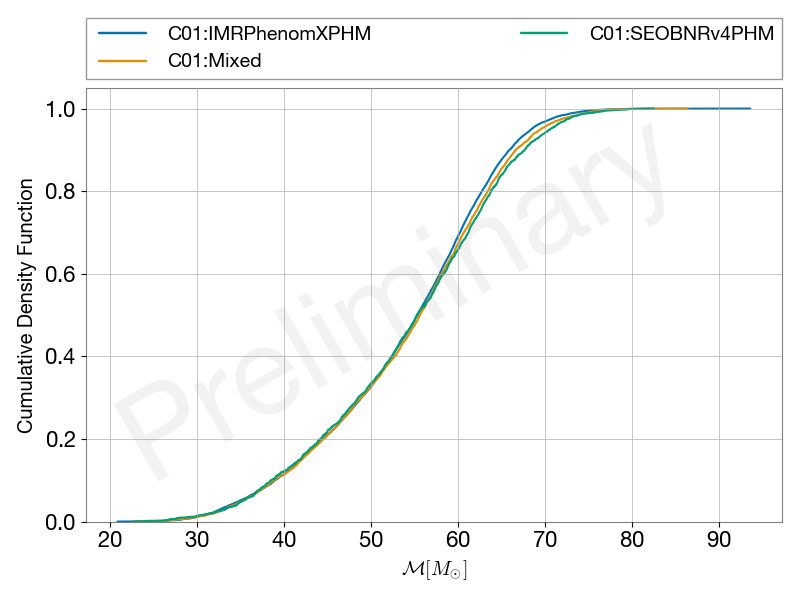 C01:IMRPhenomXPHM
C01:Mixed
C01:SEOBNRv4PHM
Cumulative Density Function
1.0
0.8
0.6
0.4
0.2
0.0
Preliminary
20 30 40 50 60 70 80 90
ℳ[M⊙]